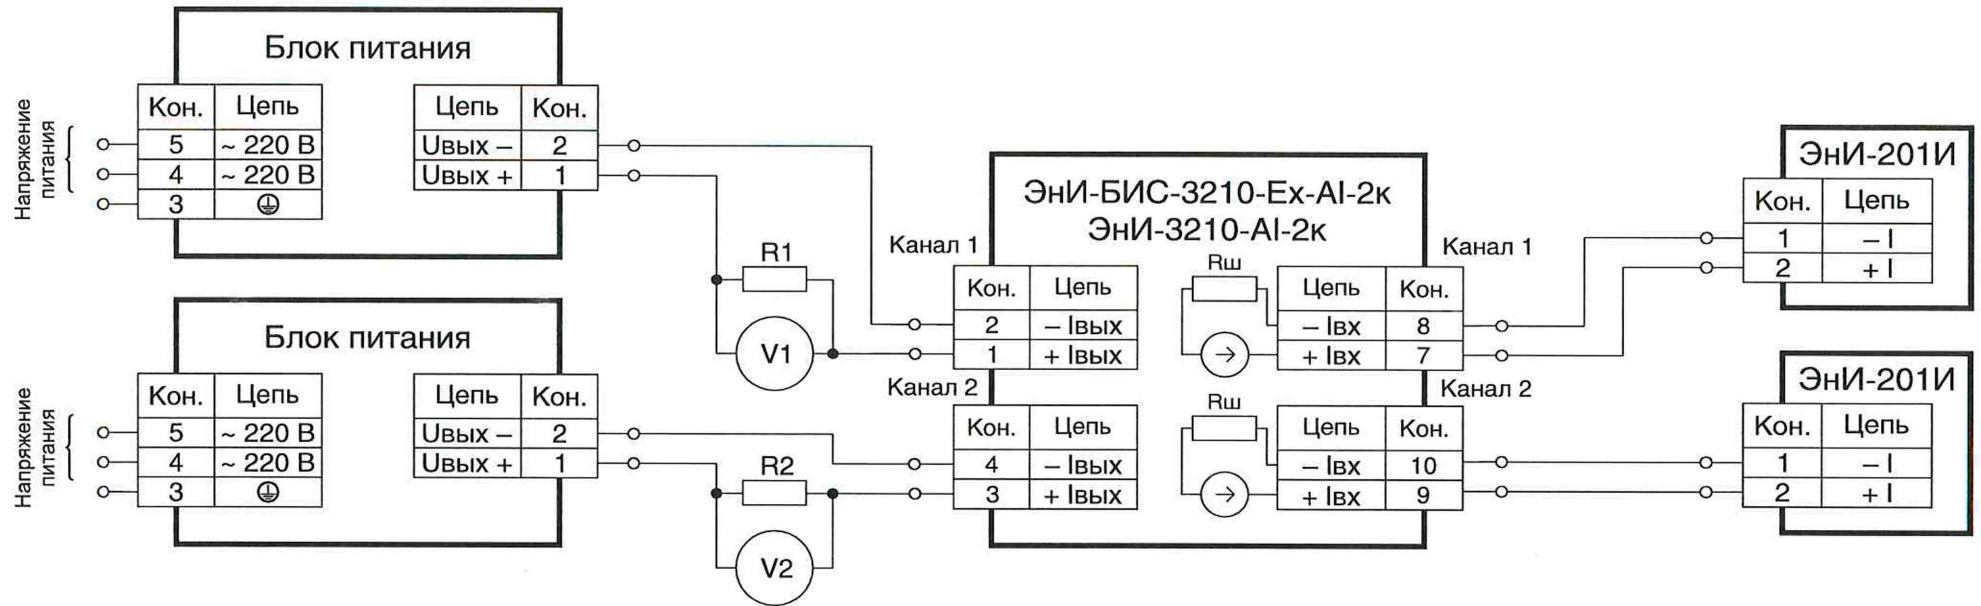 Блок питания
Напряжение
питания
Кон. Цепь
5 ~ 220 В
4 ~ 220 В
3
Цепь Кон.
Uвых – 2
Uвых + 1
R1
V1
Блок питания
Напряжение
питания
Кон. Цепь
5 ~ 220 В
4 ~ 220 В
3
Цепь Кон.
Uвых – 2
Uвых + 1
R2
V2
ЭнИ-БИС-3210-Ех-AI-2к
ЭнИ-3210-AI-2к
Канал 1
Кон. Цепь
2 – Iвых
1 + Iвых
Канал 2
Кон. Цепь
4 – Iвых
3 + Iвых
Rш
Канал 1
Цепь Кон.
– Iвх 8
+ Iвх 7
Rш
Канал 2
Цепь Кон.
– Iвх 10
+ Iвх 9
ЭнИ-201И
Кон. Цепь
1 – I
2 + I
ЭнИ-201И
Кон. Цепь
1 – I
2 + I